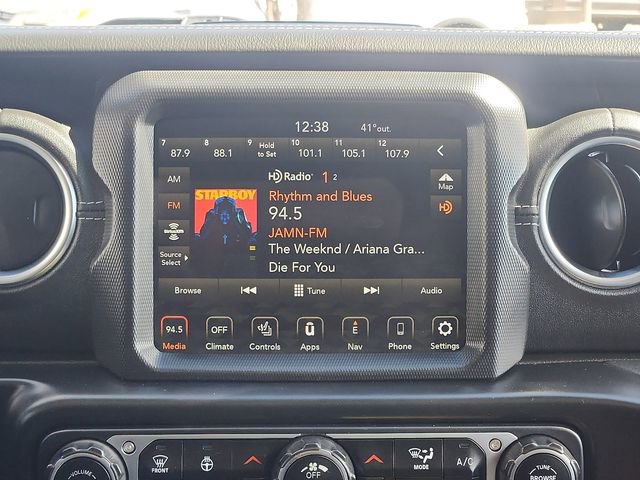 12:38 41°out.
7 8 9 10 11 12
87.9 88.1 Hold to Set 101.1 105.1 107.9
AM
FM
SiriusXM
Source Select
HD Radio 1 2
STARBOY
Rhythm and Blues
94.5
JAMN-FM
The Weeknd / Ariana Gra...
Die For You
Map
HD
Browse Tune Audio
94.5 OFF E
Media Climate Controls Apps Nav Phone Settings
VOLUME
FRONT
OFF
MODE
A/C
TUNE
BROWSE